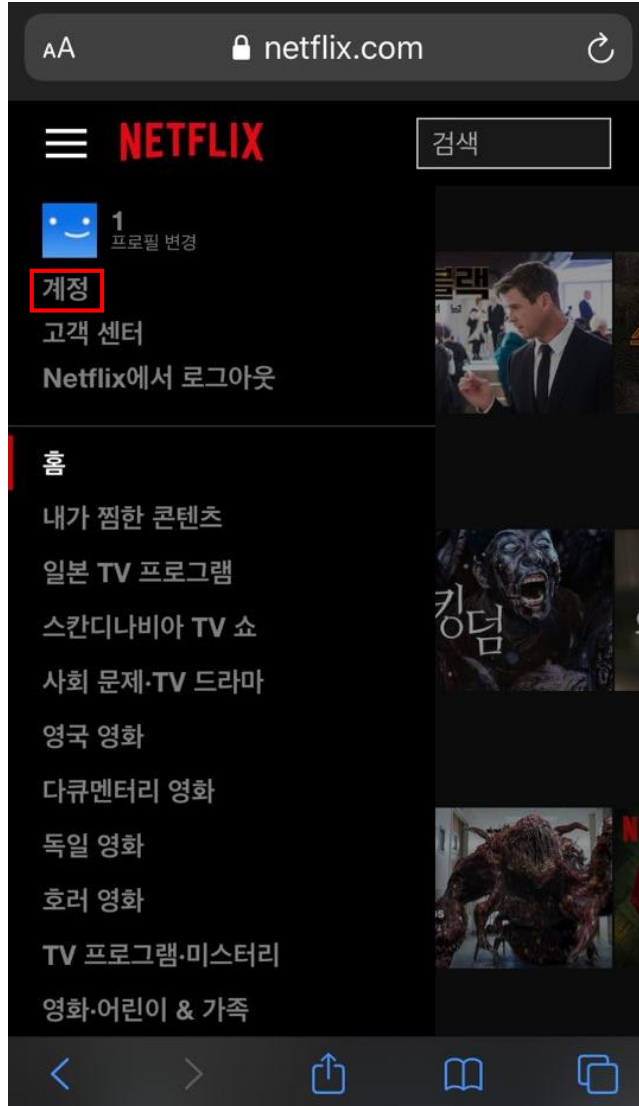 AA netflix.com
NETFLIX 검색
1
프로필 변경
계정
고객 센터
Netflix에서 로그아웃
홈
내가 찜한 콘텐츠
일본 TV 프로그램
스칸디나비아 TV 쇼
사회 문제·TV 드라마
영국 영화
다큐멘터리 영화
독일 영화
호러 영화
TV 프로그램·미스터리
영화·어린이 & 가족
블랙
킹덤
N